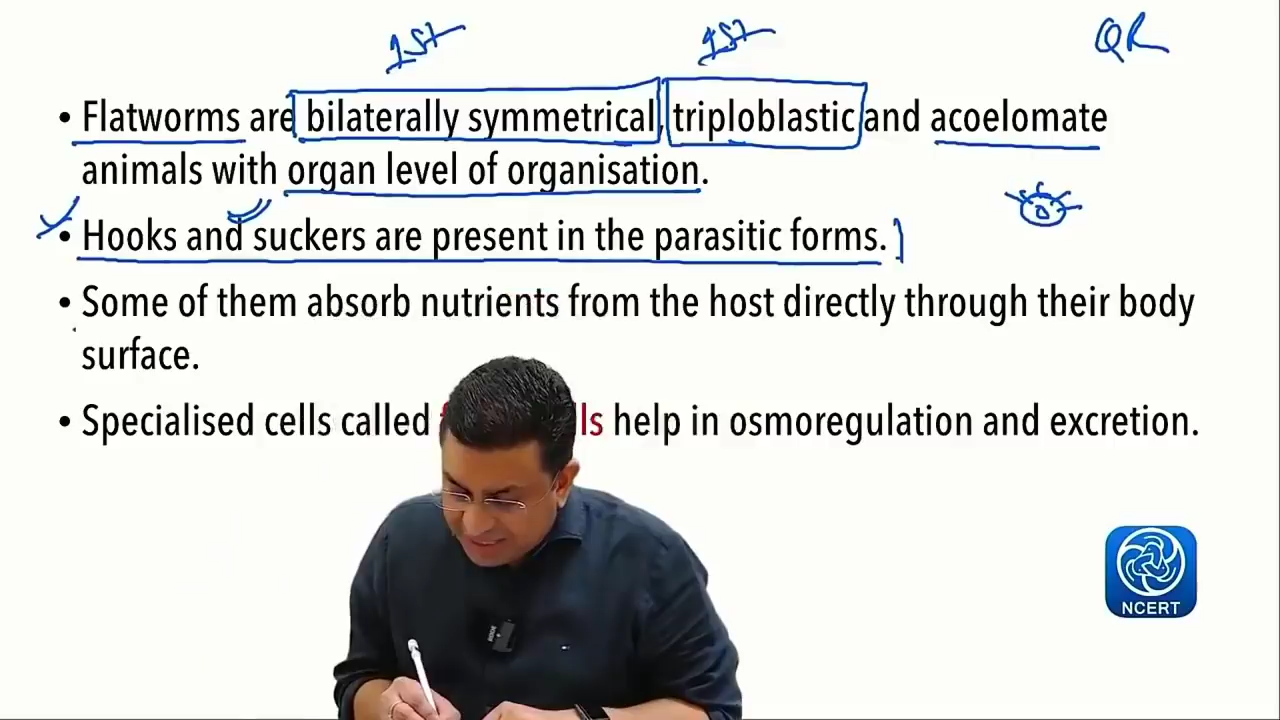 1st 1st QR
• Flatworms are bilaterally symmetrical, triploblastic and acoelomate
animals with organ level of organisation.
• Hooks and suckers are present in the parasitic forms.
• Some of them absorb nutrients from the host directly through their body
surface.
• Specialised cells called help in osmoregulation and excretion.
NCERT